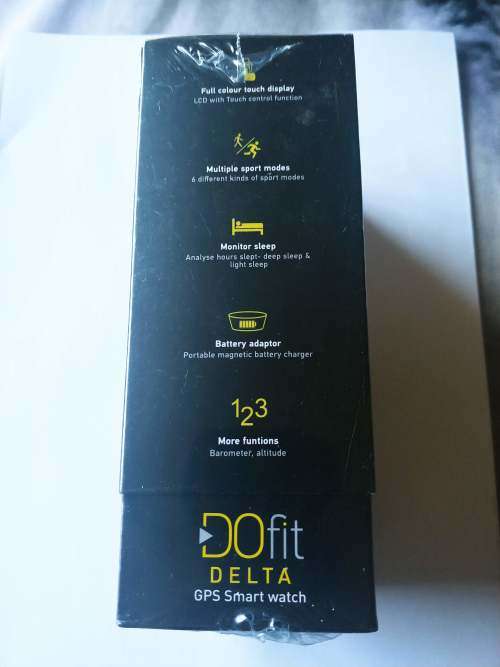 Full colour touch display
LCD with Touch control function
Multiple sport modes
6 different kinds of sport modes
Monitor sleep
Analyse hours slept- deep sleep &
light sleep
Battery adaptor
Portable magnetic battery charger
123
More funtions
Barometer, altitude
DOfit
DELTA
GPS Smart watch